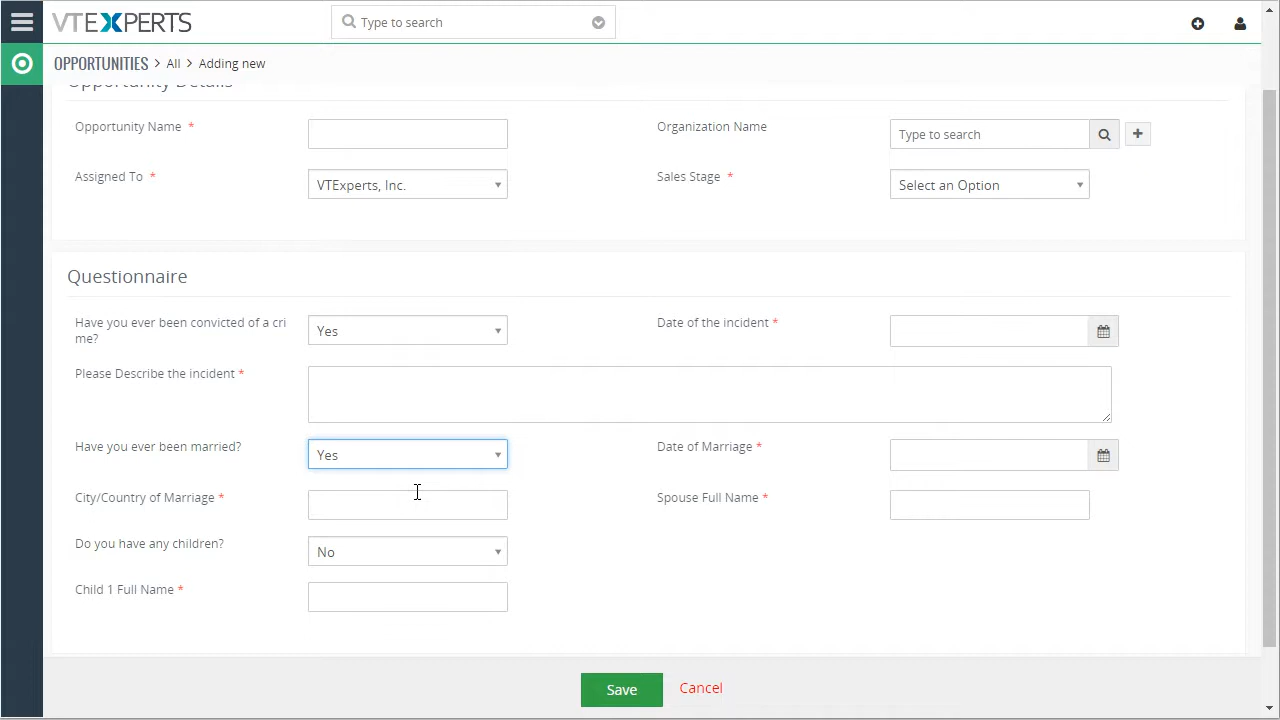 VTEXPERTS
Type to search
OPPORTUNITIES > All > Adding new
Opportunity Details
Opportunity Name *
Organization Name
Type to search
Assigned To *
VTExperts, Inc.
Sales Stage *
Select an Option
Questionnaire
Have you ever been convicted of a cri
me?
Yes
Date of the incident *
Please Describe the incident *
Have you ever been married?
Yes
Date of Marriage *
City/Country of Marriage *
Spouse Full Name *
Do you have any children?
No
Child 1 Full Name *
Save
Cancel